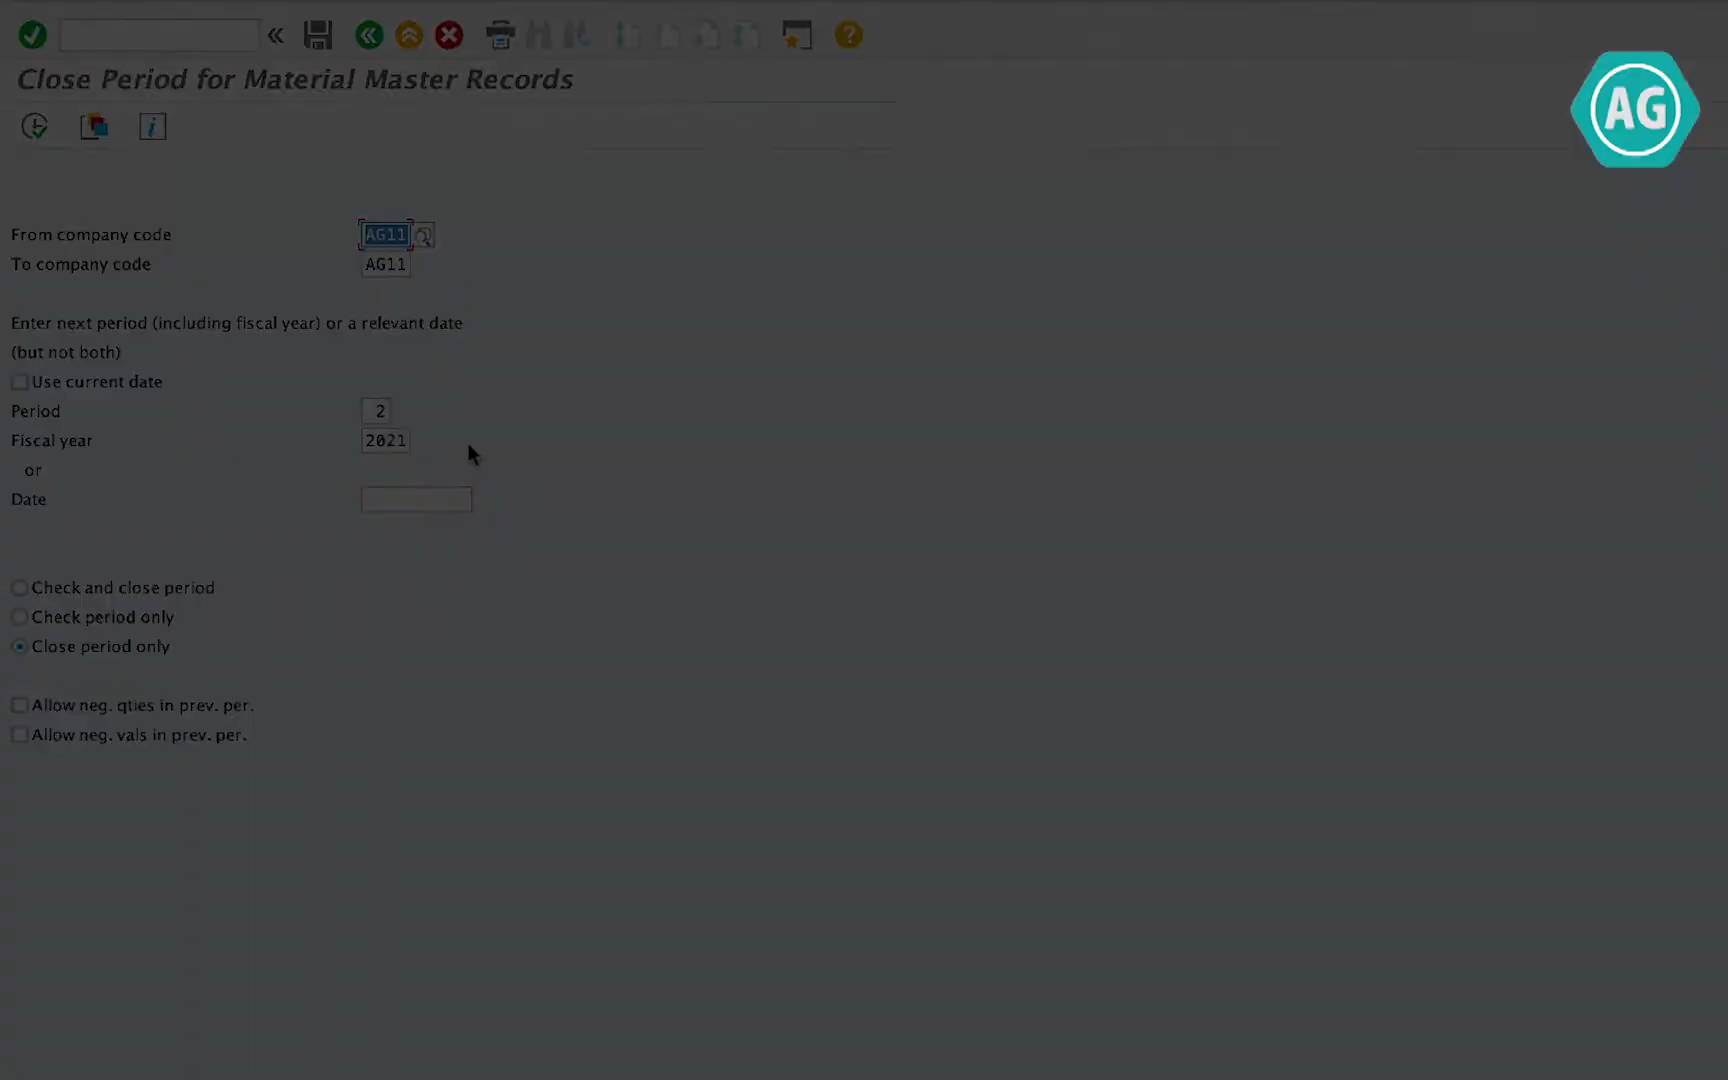 Close Period for Material Master Records
AG
From company code AG11
To company code AG11
Enter next period (including fiscal year) or a relevant date
(but not both)
Use current date
Period 2
Fiscal year 2021
or
Date
Check and close period
Check period only
Close period only
Allow neg. qties in prev. per.
Allow neg. vals in prev. per.